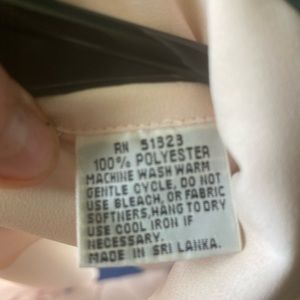 RN 51323
100% POLYESTER
MACHINE WASH WARM
GENTLE CYCLE, DO NOT
USE BLEACH, OR FABRIC
SOFTNERS,HANG TO DRY
USE COOL IRON IF
NECESSARY.
MADE IN SRI LANKA.